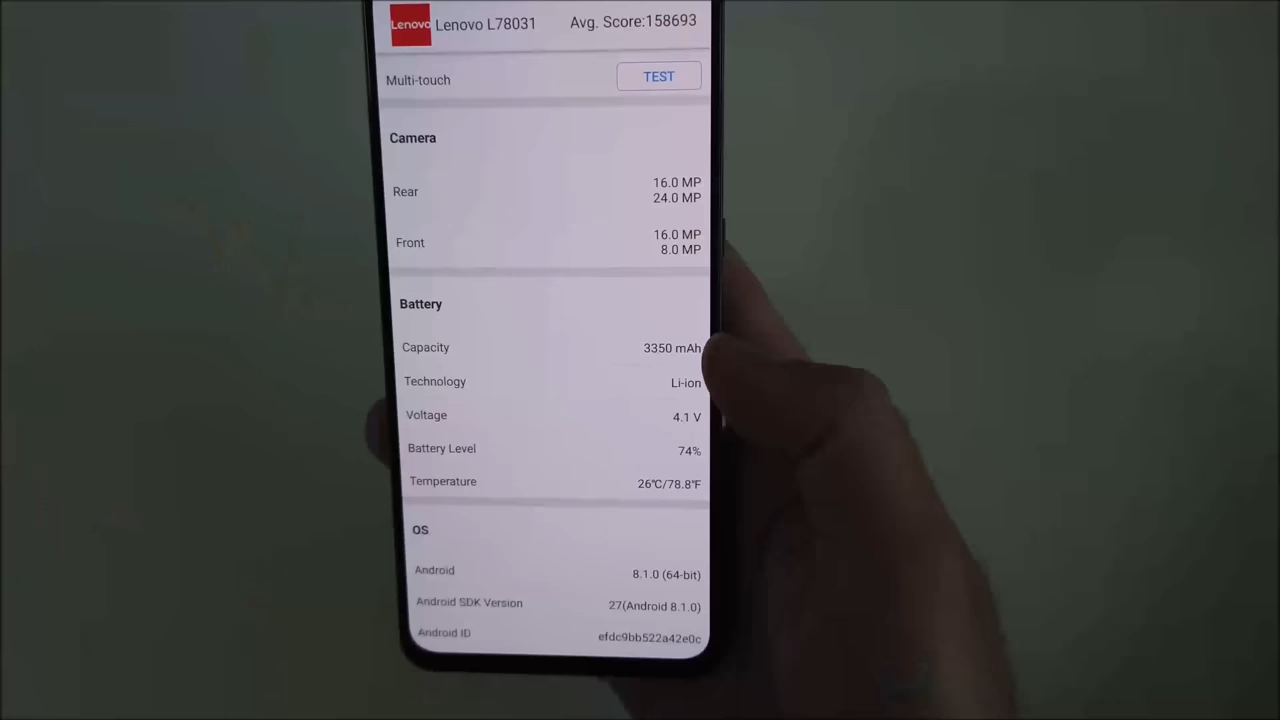 Lenovo Lenovo L78031 Avg. Score:158693
Multi-touch TEST
Camera
Rear 16.0 MP
24.0 MP
Front 16.0 MP
8.0 MP
Battery
Capacity 3350 mAh
Technology Li-ion
Voltage 4.1 V
Battery Level 74%
Temperature 26℃/78.8℉
OS
Android 8.1.0 (64-bit)
Android SDK Version 27(Android 8.1.0)
Android ID efdc9bb522a42e0c